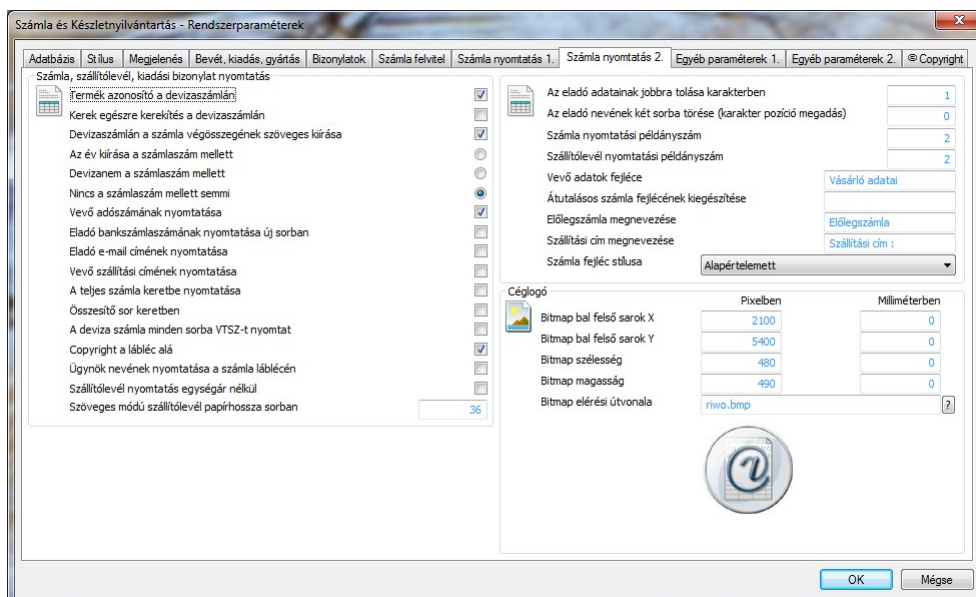 Számla és Készletnyilvántartás - Rendszerparaméterek
Adatbázis Stílus Megjelenés Bevét, kiadás, gyártás Bizonylatok Számla felvitel Számla nyomtatás 1. Számla nyomtatás 2. Egyéb paraméterek 1. Egyéb paraméterek 2. © Copyright
Számla, szállítólevél, kiadási bizonylat nyomtatás
Termék azonosító a devizaszámlán
Kerek egészre kerekítés a devizaszámlán
Devizaszámlán a számla végösszegének szöveges kiírása
Az év kiírása a számlaszám mellett
Devizanem a számlaszám mellett
Nincs a számlaszám mellett semmi
Vevő adószámának nyomtatása
Eladó bankszámlaszámának nyomtatása új sorban
Eladó e-mail címének nyomtatása
Vevő szállítási címének nyomtatása
A teljes számla keretbe nyomtatása
Összesítő sor keretben
A deviza számla minden sorba VTSZ-t nyomtat
Copyright a lábléc alá
Ügynök nevének nyomtatása a számla láblécén
Szállítólevél nyomtatás egységár nélkül
Szöveges módú szállítólevél papírhossza sorban 36
Az eladó adatainak jobbra tolása karakterben 1
Az eladó nevének két sorba törése (karakter pozíció megadás) 0
Számla nyomtatási példányszám 2
Szállítólevél nyomtatási példányszám 2
Vevő adatok fejléce Vásárló adatai
Átutalásos számla fejlécének kiegészítése
Előlegszámla megnevezése Előlegszámla
Szállítási cím megnevezése Szállítási cím :
Számla fejléc stílusa Alapértelemett
Céglogó
Pixelben Milliméterben
Bitmap bal felső sarok X 2100 0
Bitmap bal felső sarok Y 5400 0
Bitmap szélesség 480 0
Bitmap magasság 490 0
Bitmap elérési útvonala riwo.bmp ?
OK Mégse